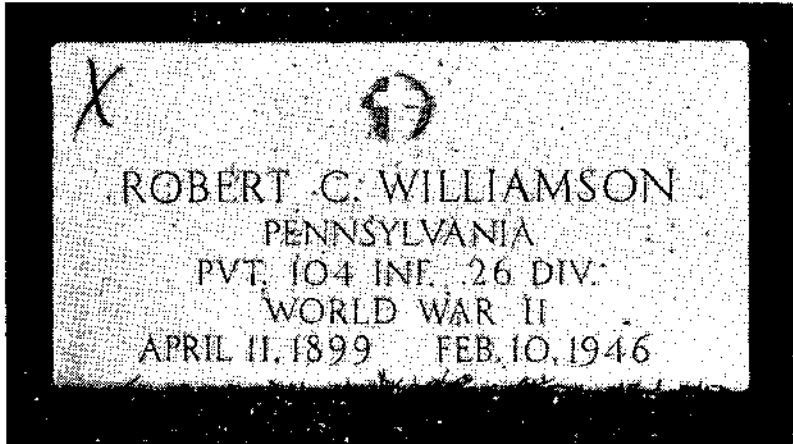 X
ROBERT C. WILLIAMSON
PENNSYLVANIA
PVT. 104 INF. 26 DIV.
WORLD WAR II
APRIL 11, 1899 FEB. 10, 1946